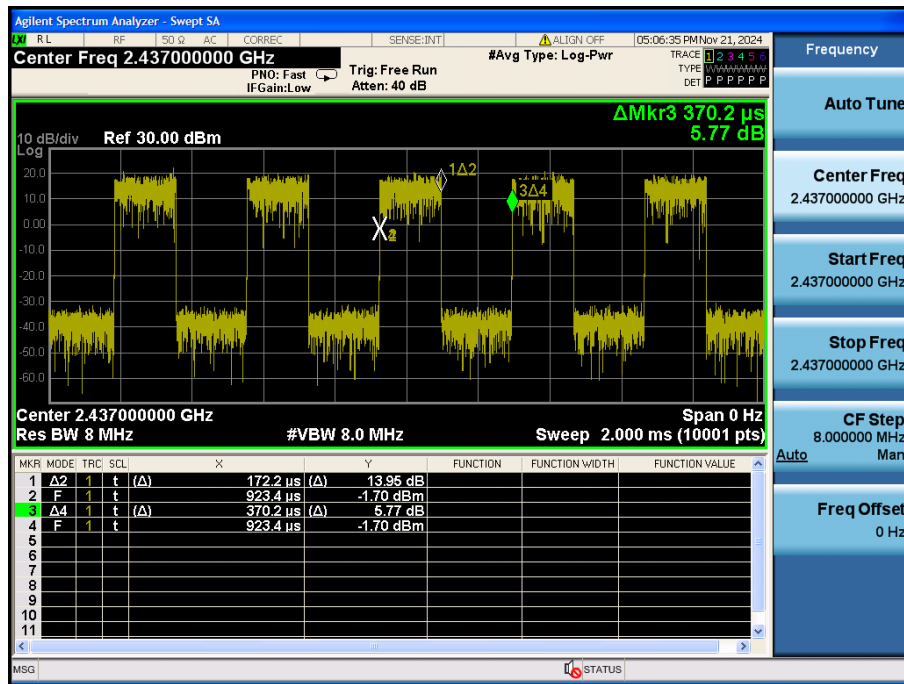 Agilent Spectrum Analyzer - Swept SA
LXI RL RF 50 Ω AC CORREC SENSE:INT ALIGN OFF 05:06:35 PM Nov 21, 2024
Center Freq 2.437000000 GHz
PNO: Fast
IFGain:Low
Trig: Free Run
Atten: 40 dB
#Avg Type: Log-Pwr
TRACE 1 2 3 4 5 6
TYPE WWWWWW
DET P P P P P P
ΔMkr3 370.2 µs
5.77 dB
10 dB/div Ref 30.00 dBm
Log
20.0
10.0
0.00
-10.0
-20.0
-30.0
-40.0
-50.0
-60.0
1Δ2
3Δ4
Center 2.437000000 GHz Span 0 Hz
Res BW 8 MHz #VBW 8.0 MHz Sweep 2.000 ms (10001 pts)
MKR MODE TRC SCL X Y FUNCTION FUNCTION WIDTH FUNCTION VALUE
1 Δ2 1 t (Δ) 172.2 µs (Δ) 13.95 dB
2 F 1 t 923.4 µs -1.70 dBm
3 Δ4 1 t (Δ) 370.2 µs (Δ) 5.77 dB
4 F 1 t 923.4 µs -1.70 dBm
5
6
7
8
9
10
11
MSG STATUS
Frequency
Auto Tune
Center Freq
2.437000000 GHz
Start Freq
2.437000000 GHz
Stop Freq
2.437000000 GHz
CF Step
8.000000 MHz
Auto Man
Freq Offset
0 Hz